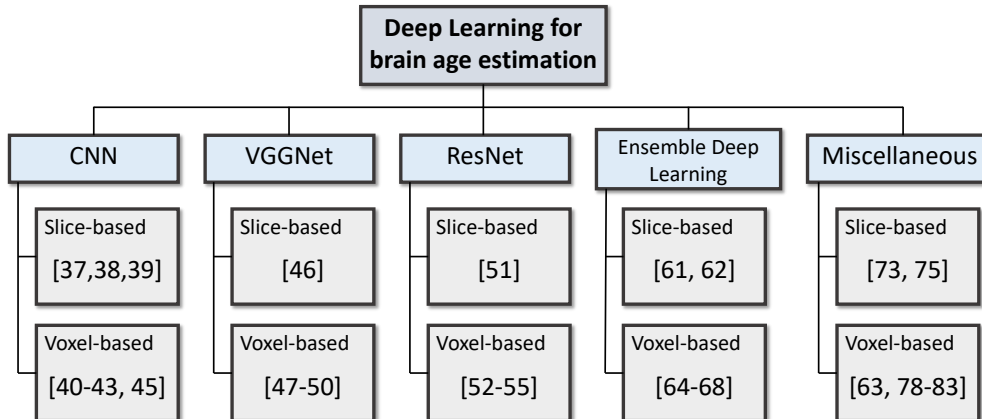 Deep Learning for
brain age estimation
CNN
VGGNet
ResNet
Ensemble Deep
Learning
Miscellaneous
Slice-based
[37,38,39]
Slice-based
[46]
Slice-based
[51]
Slice-based
[61, 62]
Slice-based
[73, 75]
Voxel-based
[40-43, 45]
Voxel-based
[47-50]
Voxel-based
[52-55]
Voxel-based
[64-68]
Voxel-based
[63, 78-83]